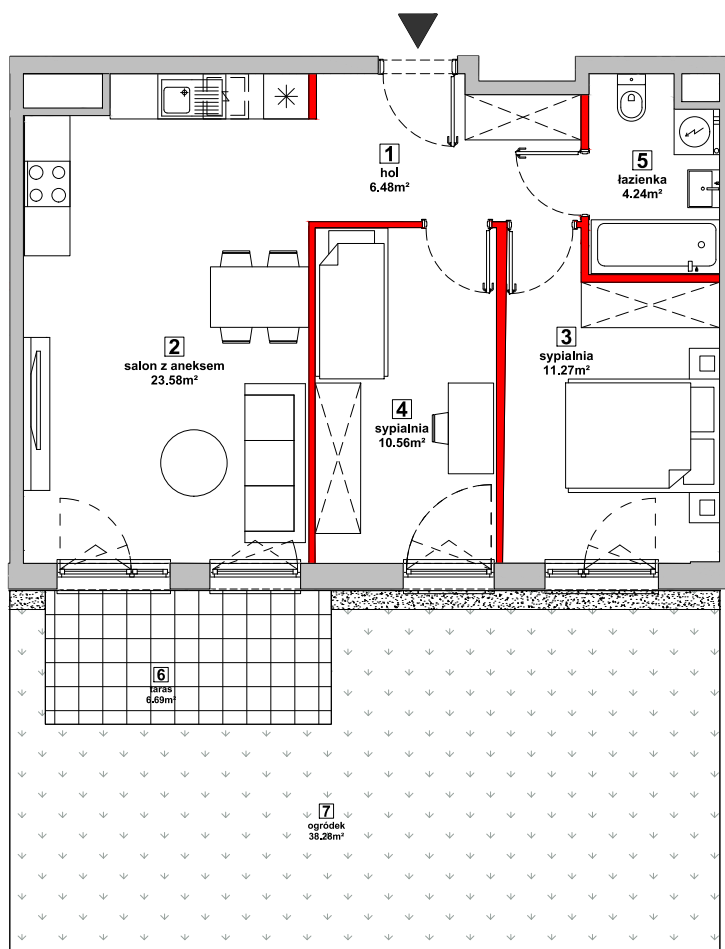 1
hol
6.48m²
5
łazienka
4.24m²
2
salon z aneksem
23.58m²
3
sypialnia
11.27m²
4
sypialnia
10.56m²
6
taras
6.69m²
7
ogródek
38.28m²